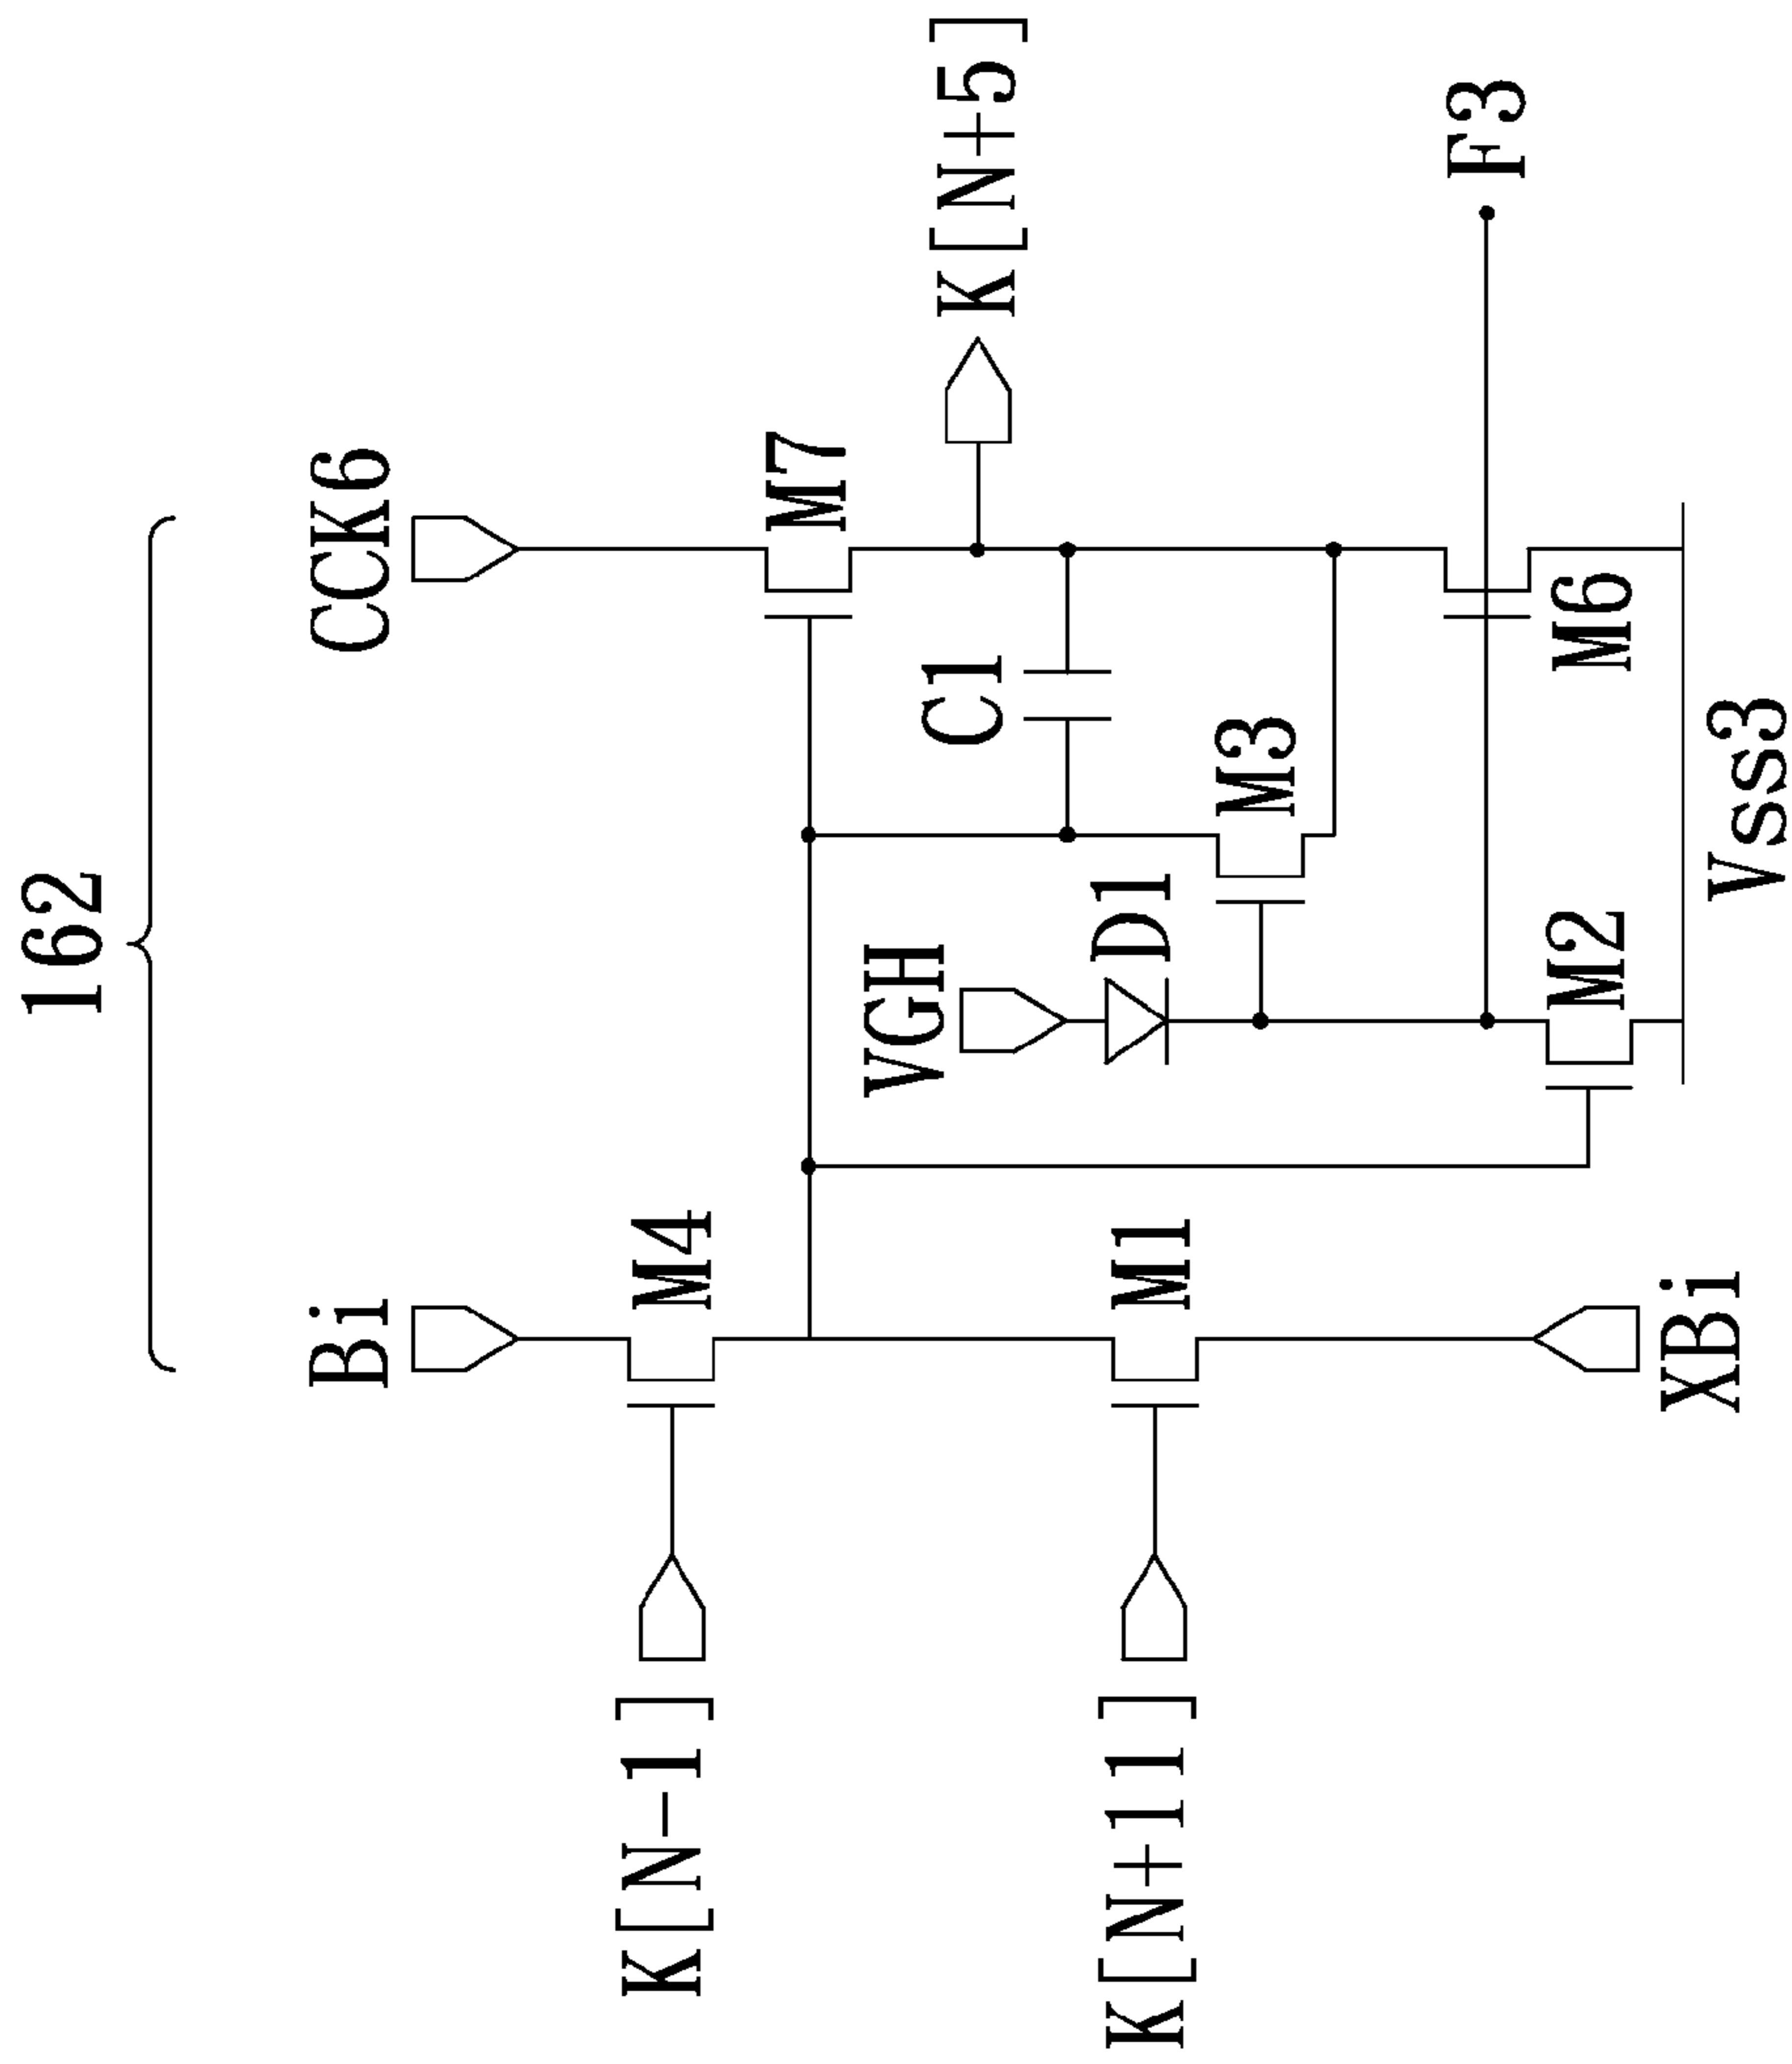 162
Bi
CCK6
K[N-1]
M4
M7
VGH
D1
C1
K[N+5]
K[N+11]
M1
M3
F3
M2
M6
XBi
Vss3